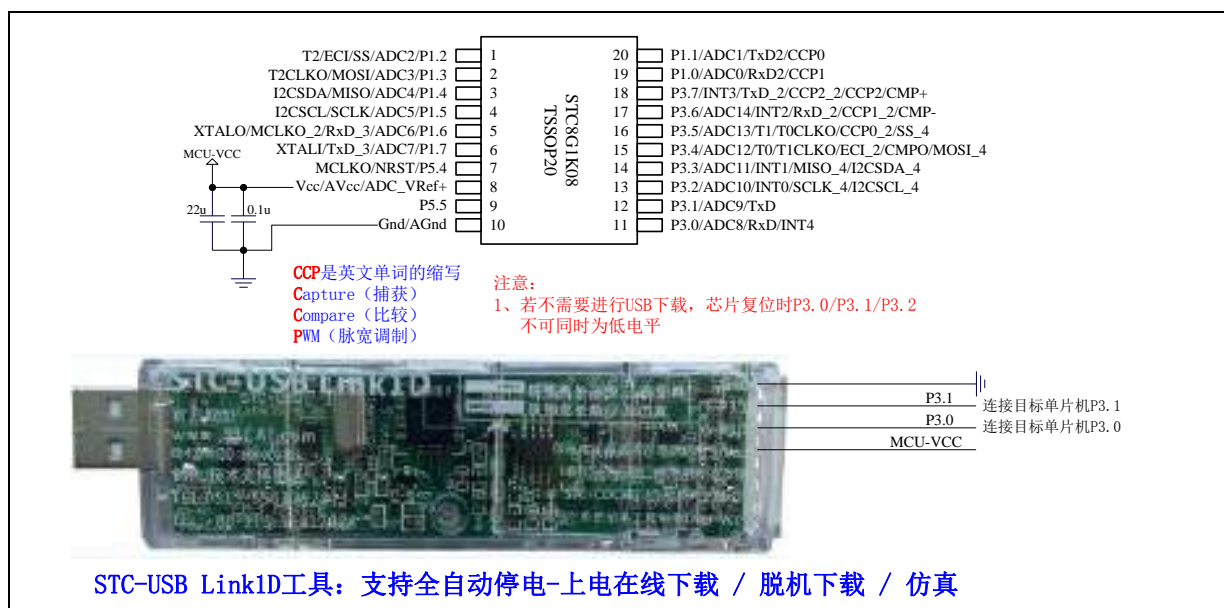 T2/ECI/SS/ADC2/P1.2 1 20 P1.1/ADC1/TxD2/CCP0
T2CLKO/MOSI/ADC3/P1.3 2 19 P1.0/ADC0/RxD2/CCP1
I2CSDA/MISO/ADC4/P1.4 3 18 P3.7/INT3/TxD_2/CCP2_2/CCP2/CMP+
I2CSCL/SCLK/ADC5/P1.5 4 17 P3.6/ADC14/INT2/RxD_2/CCP1_2/CMP-
XTALO/MCLKO_2/RxD_3/ADC6/P1.6 5 16 P3.5/ADC13/T1/T0CLKO/CCP0_2/SS_4
XTALI/TxD_3/ADC7/P1.7 6 15 P3.4/ADC12/T0/T1CLKO/ECI_2/CMPO/MOSI_4
MCLKO/NRST/P5.4 7 14 P3.3/ADC11/INT1/MISO_4/I2CSDA_4
Vcc/AVcc/ADC_VRef+ 8 13 P3.2/ADC10/INT0/SCLK_4/I2CSCL_4
P5.5 9 12 P3.1/ADC9/TxD
Gnd/AGnd 10 11 P3.0/ADC8/RxD/INT4
STC8G1K08
TSSOP20
MCU-VCC
22u 0.1u
CCP是英文单词的缩写
Capture（捕获）
Compare（比较）
PWM（脉宽调制）
注意：
1、若不需要进行USB下载，芯片复位时P3.0/P3.1/P3.2
不可同时为低电平
STC-USB Link1D
P3.1 连接目标单片机P3.1
P3.0 连接目标单片机P3.0
MCU-VCC
STC-USB Link1D工具：支持全自动停电-上电在线下载 / 脱机下载 / 仿真